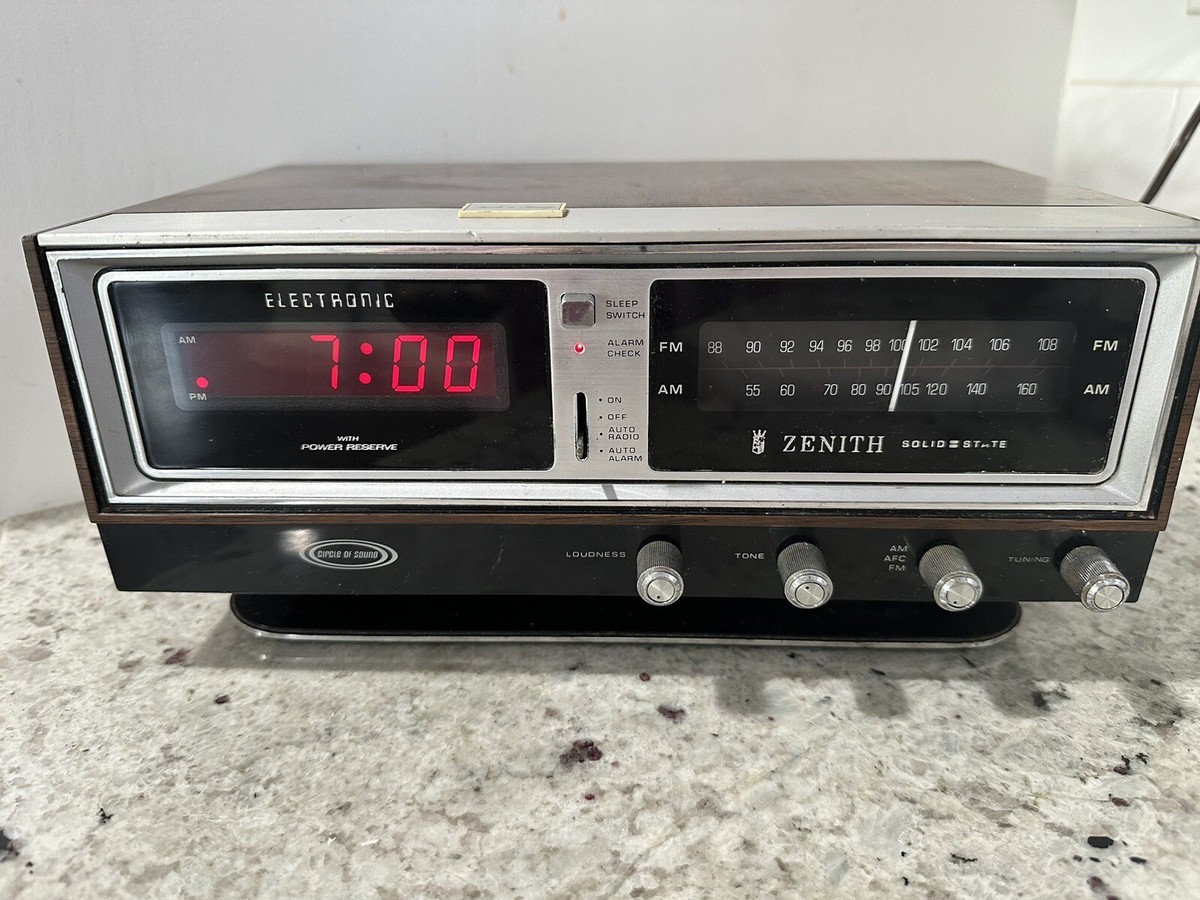 ELECTRONIC
AM
7:00
PM
WITH
POWER RESERVE
SLEEP
SWITCH
ALARM
CHECK
• ON
• OFF
• AUTO
RADIO
• AUTO
ALARM
FM 88 90 92 94 96 98 100 102 104 106 108 FM
AM 55 60 70 80 90 105 120 140 160 AM
ZENITH SOLID STATE
CIRCLE OF SOUND
LOUDNESS
TONE
AM
AFC
FM
TUNING